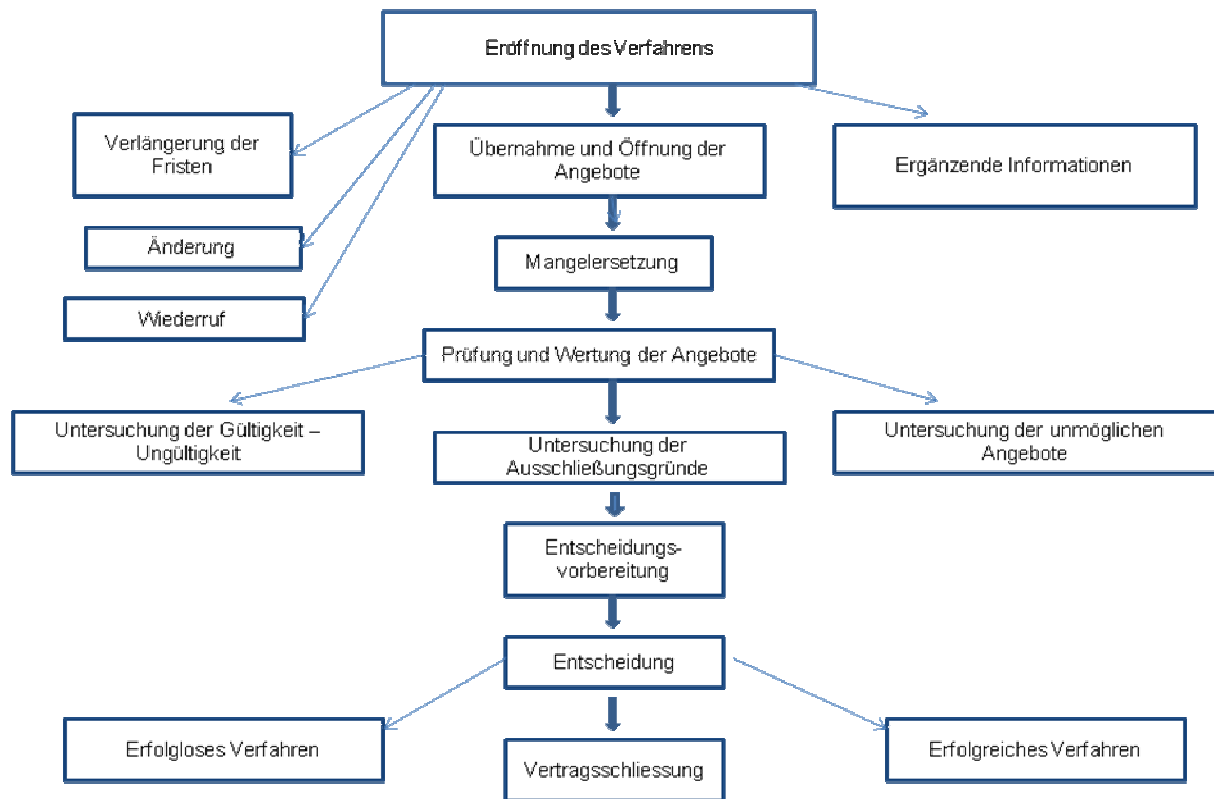 Eröffnung des Verfahrens
Verlängerung der
Fristen
Übernahme und Öffnung der
Angebote
Ergänzende Informationen
Änderung
Mangelersetzung
Wiederruf
Prüfung und Wertung der Angebote
Untersuchung der Gültigkeit –
Ungültigkeit
Untersuchung der
Ausschließungsgründe
Untersuchung der unmöglichen
Angebote
Entscheidungs-
vorbereitung
Entscheidung
Erfolgloses Verfahren
Vertragsschliessung
Erfolgreiches Verfahren